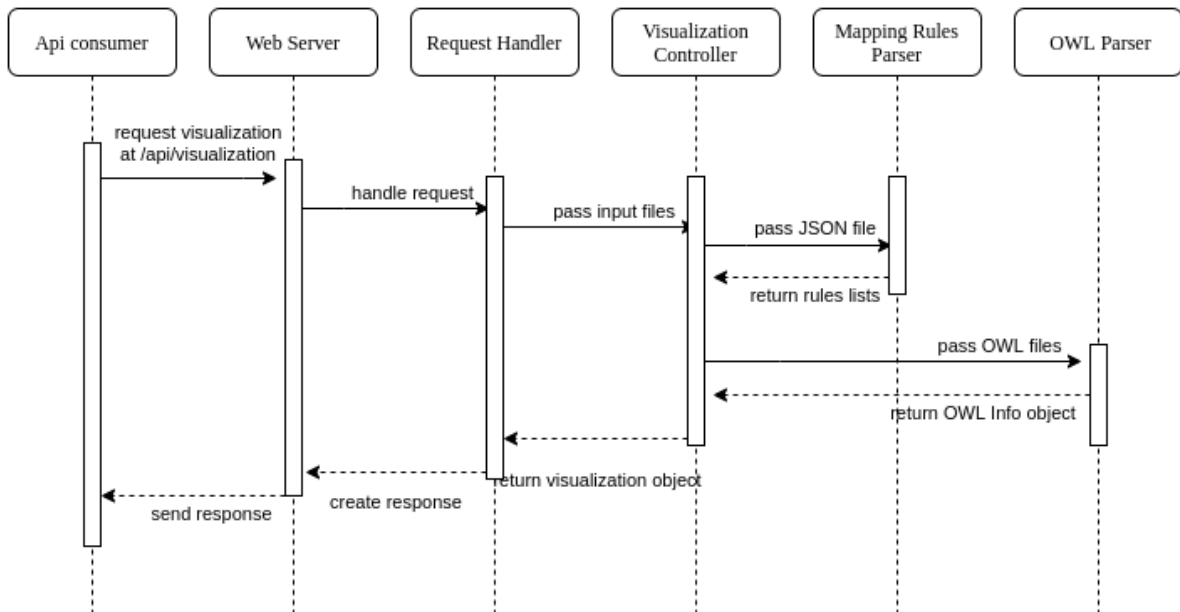 Api consumer
Web Server
Request Handler
Visualization
Controller
Mapping Rules
Parser
OWL Parser
request visualization
at /api/visualization
handle request
pass input files
pass JSON file
return rules lists
pass OWL files
return OWL Info object
return visualization object
create response
send response